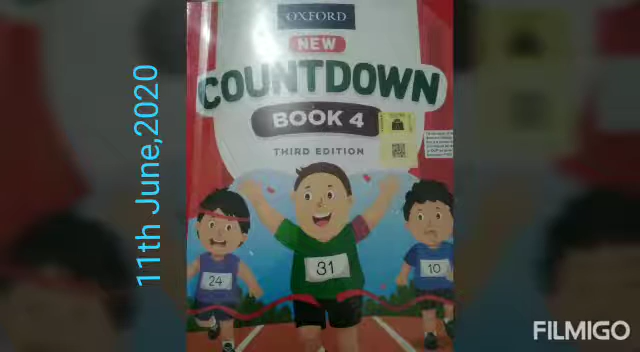 OXFORD
NEW
COUNTDOWN
BOOK 4
THIRD EDITION
11th June,2020
24
31
10
FILMIGO